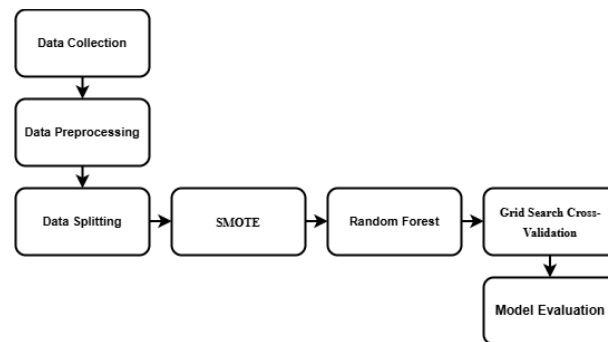 Data Collection
Data Preprocessing
Data Splitting
SMOTE
Random Forest
Grid Search Cross-
Validation
Model Evaluation